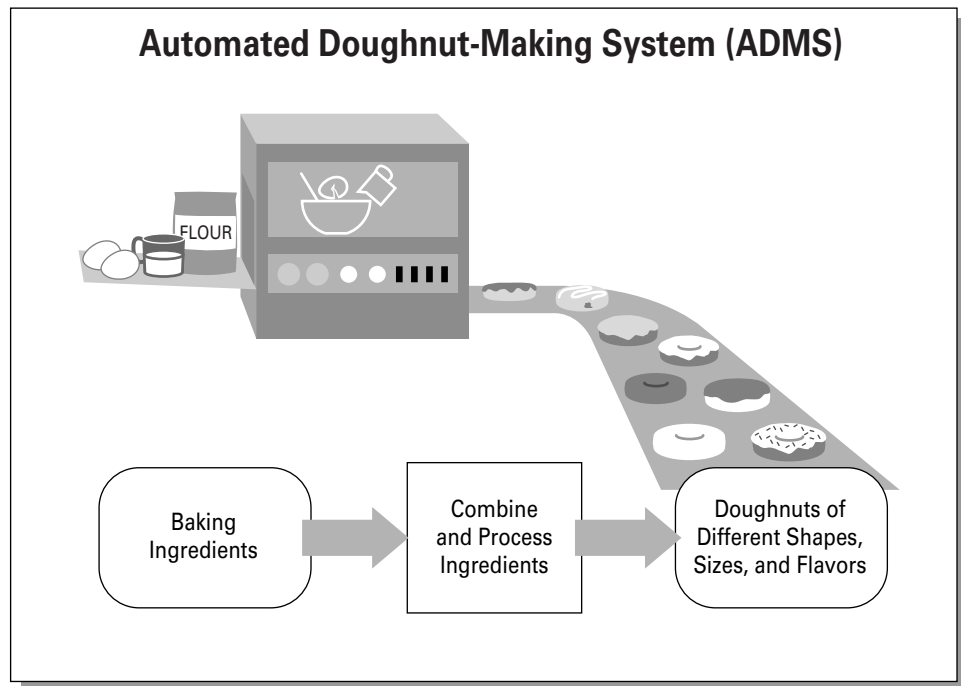 Automated Doughnut-Making System (ADMS)
FLOUR
Baking
Ingredients
Combine
and Process
Ingredients
Doughnuts of
Different Shapes,
Sizes, and Flavors